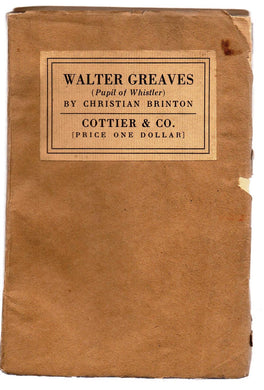 WALTER GREAVES
(Pupil of Whistler)
BY CHRISTIAN BRINTON
COTTIER & CO.
[PRICE ONE DOLLAR]